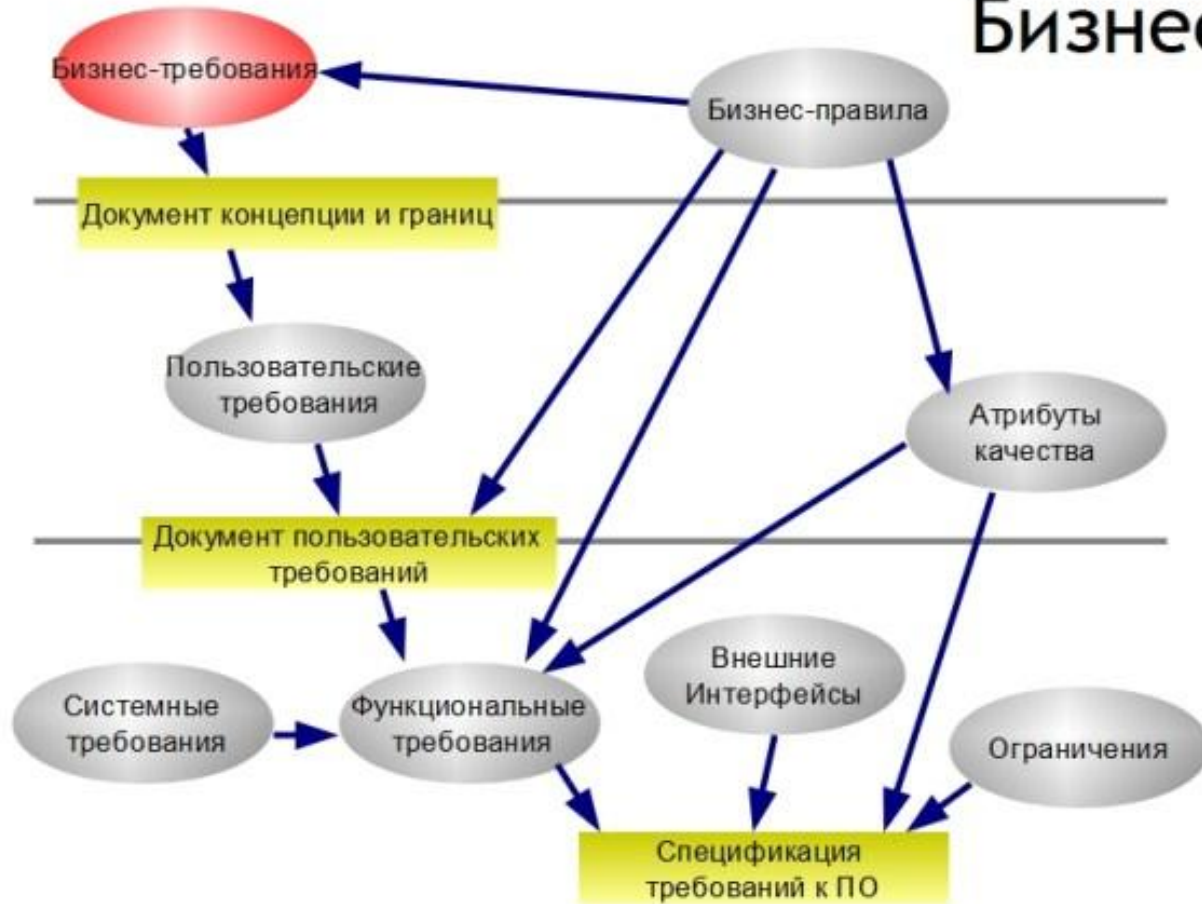 Бизнес
Бизнес-требования
Бизнес-правила
Документ концепции и границ
Пользовательские
требования
Атрибуты
качества
Документ пользовательских
требований
Внешние
Интерфейсы
Системные
требования
Функциональные
требования
Ограничения
Спецификация
требований к ПО